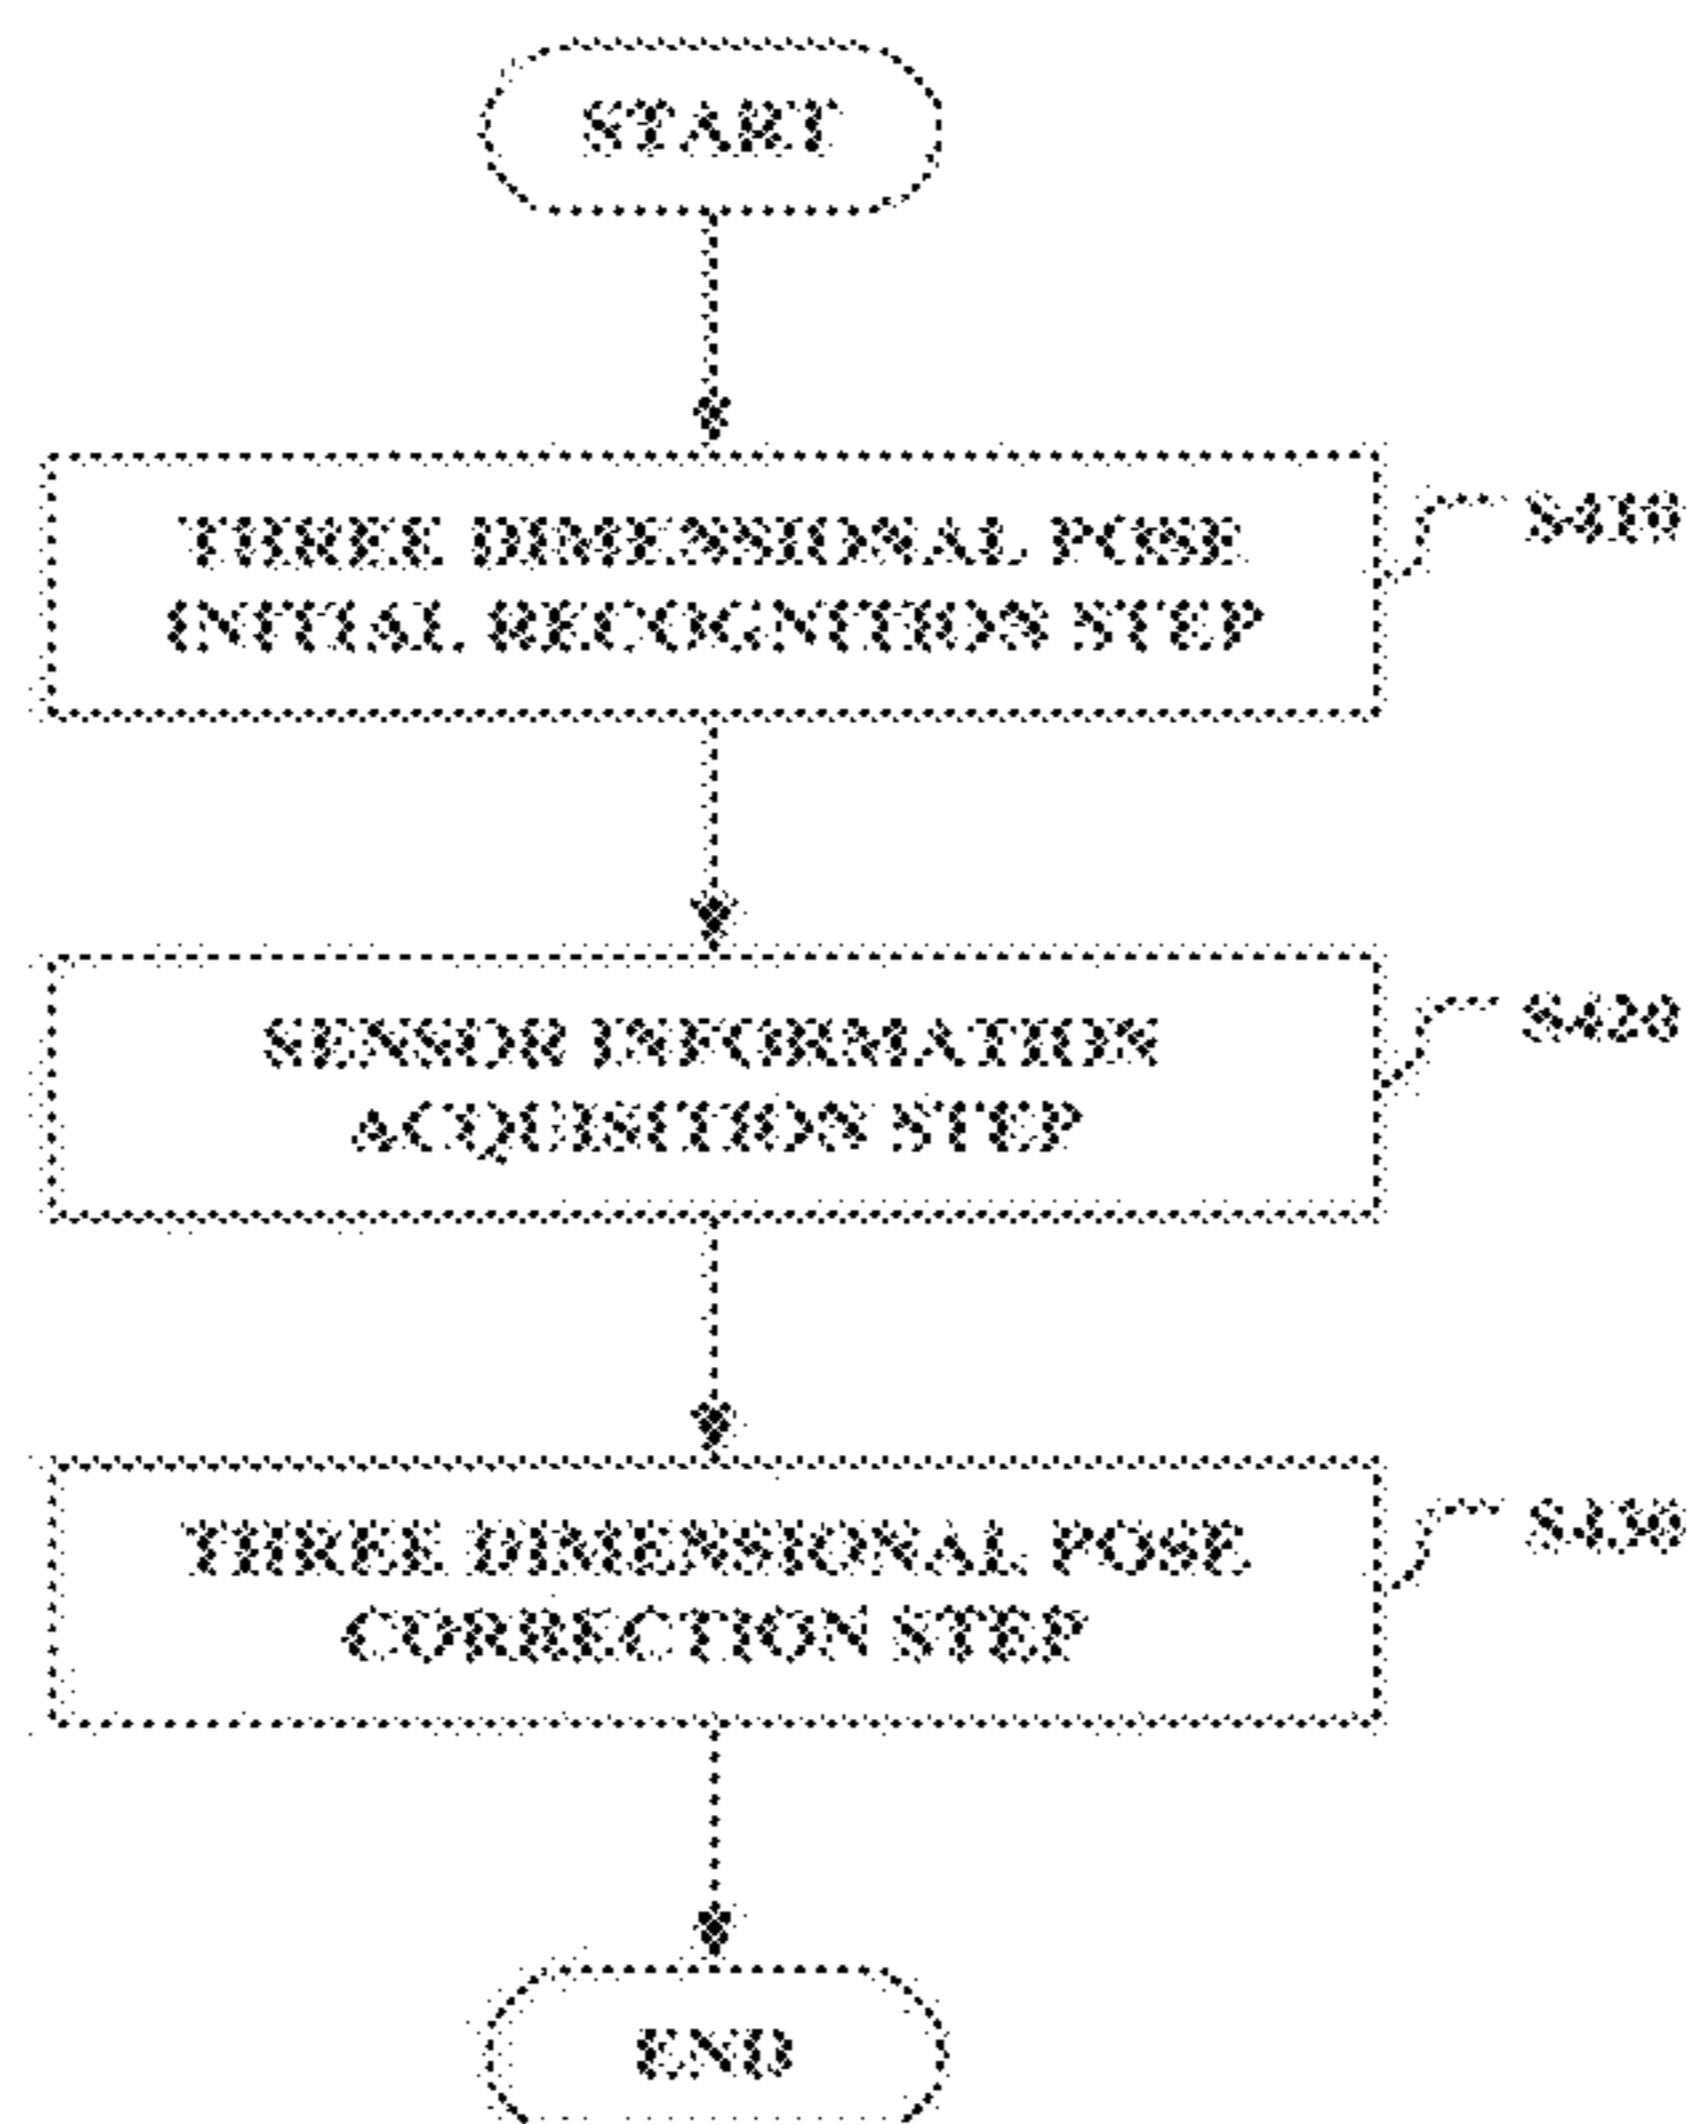 START
THREE DIMENSIONAL POSE
S410
INITIAL RECOGNITION STEP
SENSOR INFORMATION
S420
ACQUISITION STEP
THREE DIMENSIONAL POSE
S430
CORRECTION STEP
END